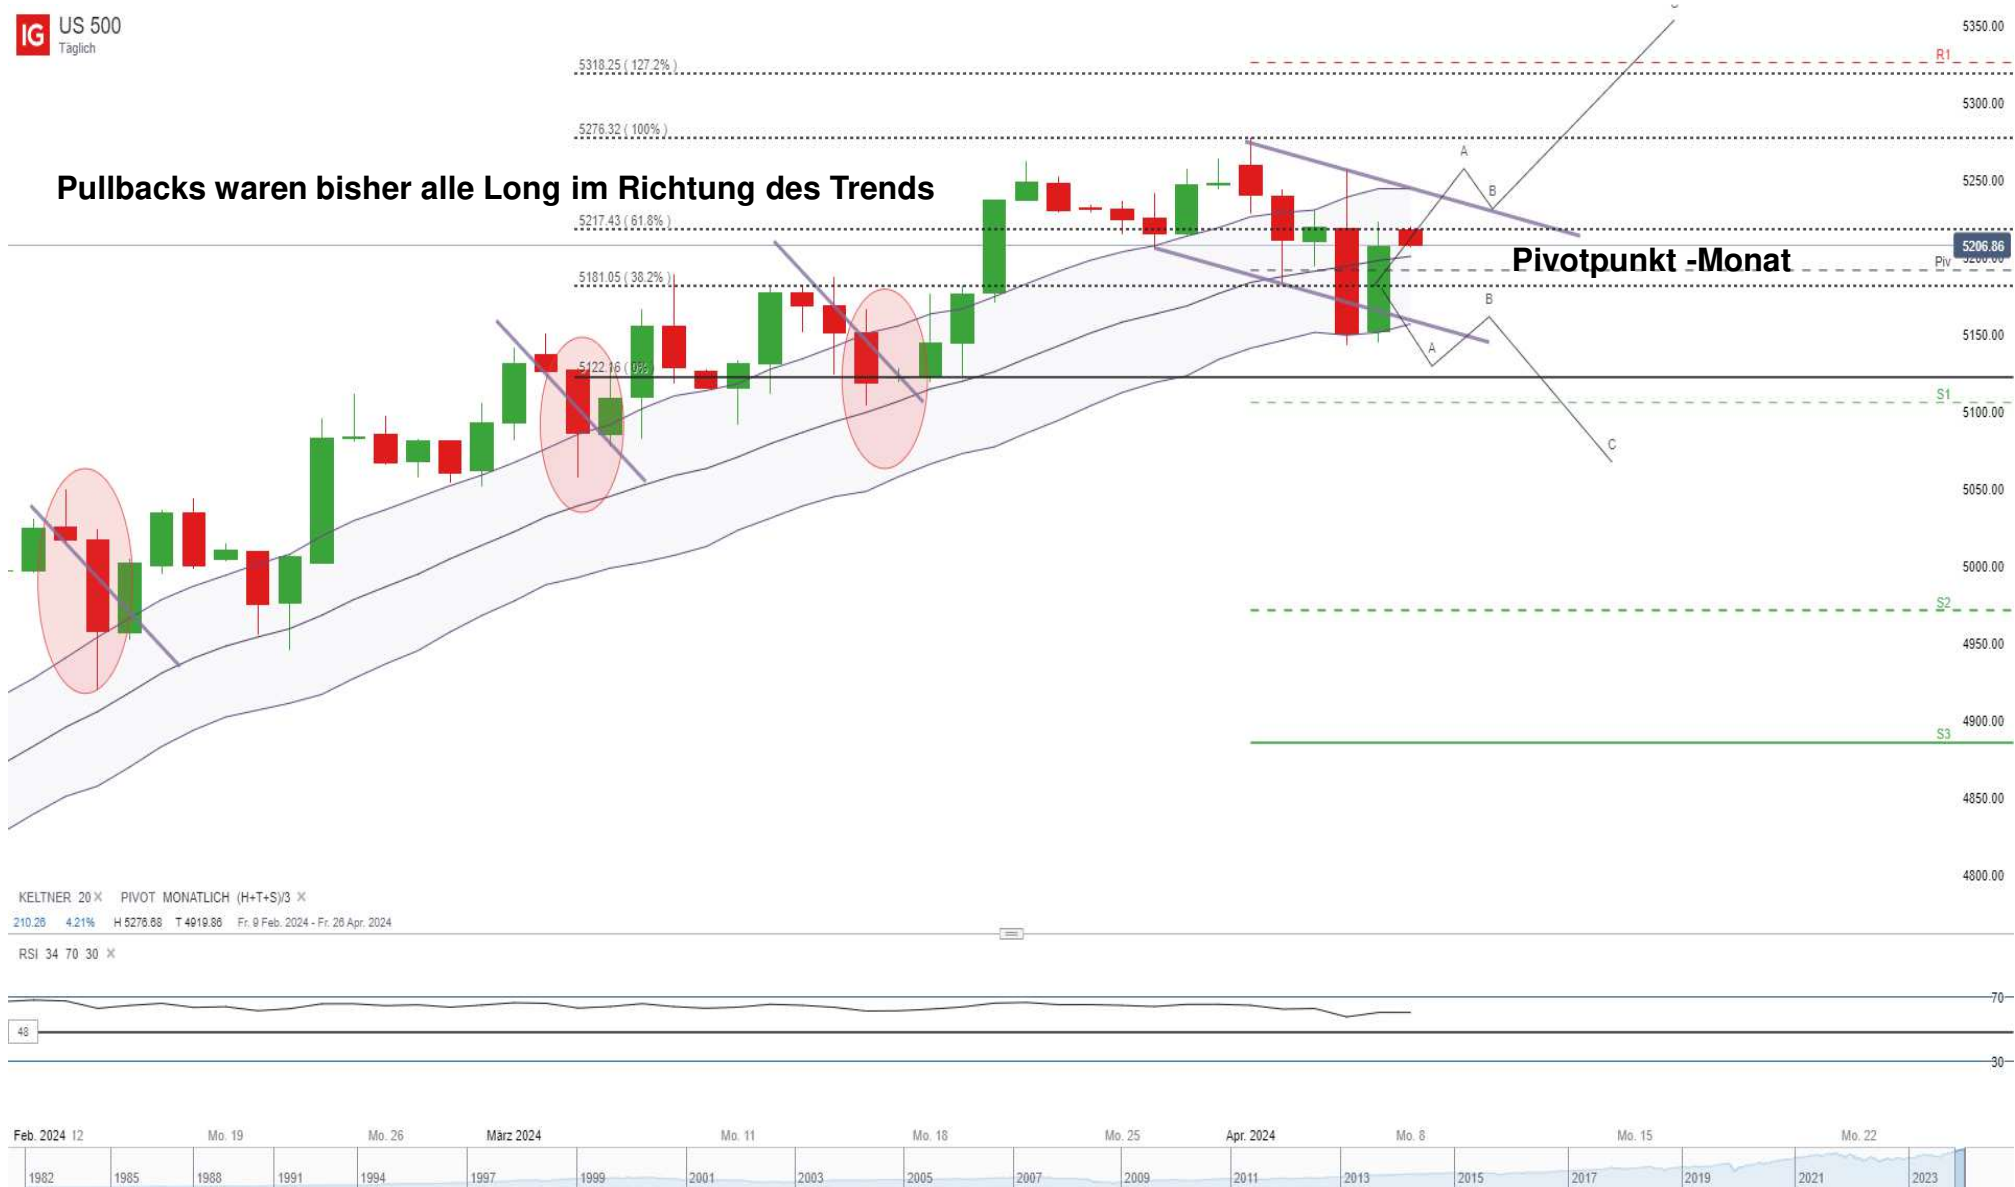 IG US 500
Täglich
5350.00
R1
5318.25 ( 127.2% )
5300.00
5276.32 ( 100% )
A
5250.00
B
Pullbacks waren bisher alle Long im Richtung des Trends
5217.43 ( 61.8% )
5206.86
Pivotpunkt -Monat
Piv
5181.05 ( 38.2% )
B
5150.00
A
5122.16 ( 0% )
S1
5100.00
C
5050.00
5000.00
S2
4950.00
4900.00
S3
4850.00
4800.00
KELTNER 20 X PIVOT MONATLICH (H+T+S)/3 X
210.26 4.21% H 5276.68 T 4919.86 Fr. 9 Feb. 2024 - Fr. 26 Apr. 2024
RSI 34 70 30 X
70
48
30
Feb. 2024 12 Mo. 19 Mo. 26 März 2024 Mo. 11 Mo. 18 Mo. 25 Apr. 2024 Mo. 8 Mo. 15 Mo. 22
1982 1985 1988 1991 1994 1997 1999 2001 2003 2005 2007 2009 2011 2013 2015 2017 2019 2021 2023